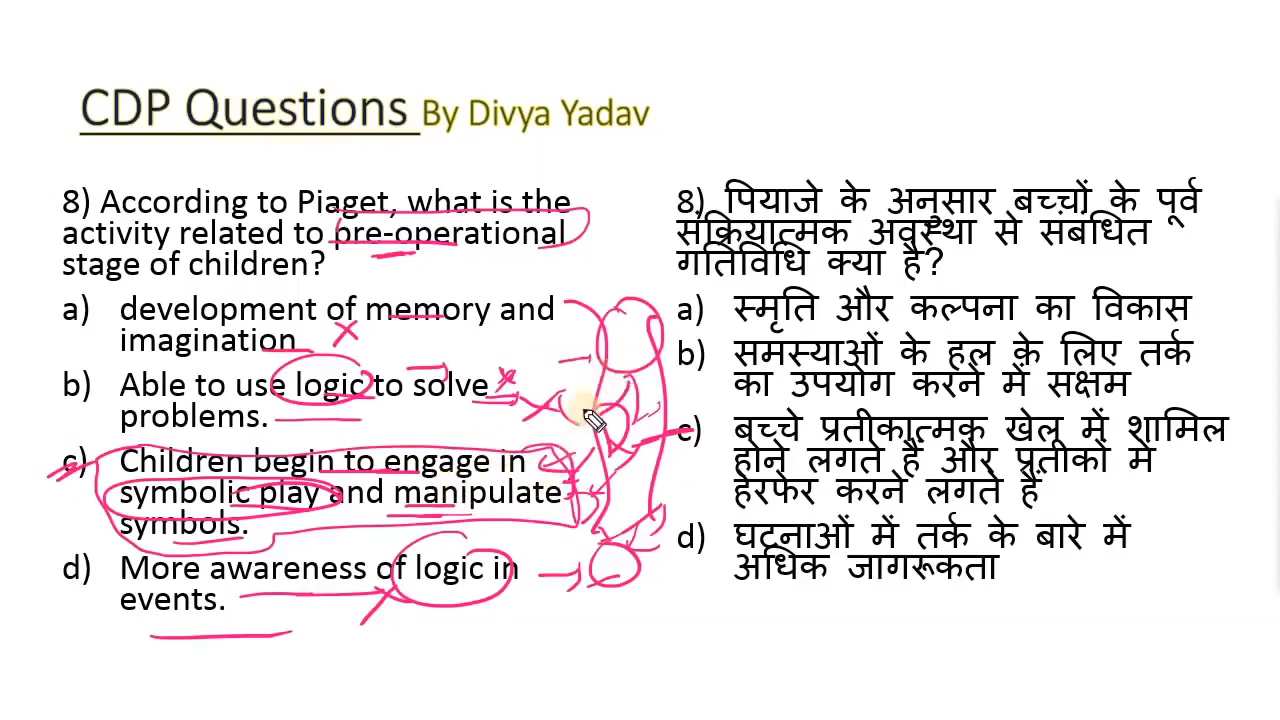 CDP Questions By Divya Yadav
8) According to Piaget, what is the
activity related to pre-operational
stage of children?
a) development of memory and
imagination
b) Able to use logic to solve
problems.
c) Children begin to engage in
symbolic play and manipulate
symbols.
d) More awareness of logic in
events.
8) पियाजे के अनुसार बच्चों के पूर्व
संक्रियात्मक अवस्था से संबंधित
गतिविधि क्या है?
a) स्मृति और कल्पना का विकास
b) समस्याओं के हल के लिए तर्क
का उपयोग करने में सक्षम
c) बच्चे प्रतीकात्मक खेल में शामिल
होने लगते हैं और प्रतीकों में
हेरफेर करने लगते हैं
d) घटनाओं में तर्क के बारे में
अधिक जागरूकता